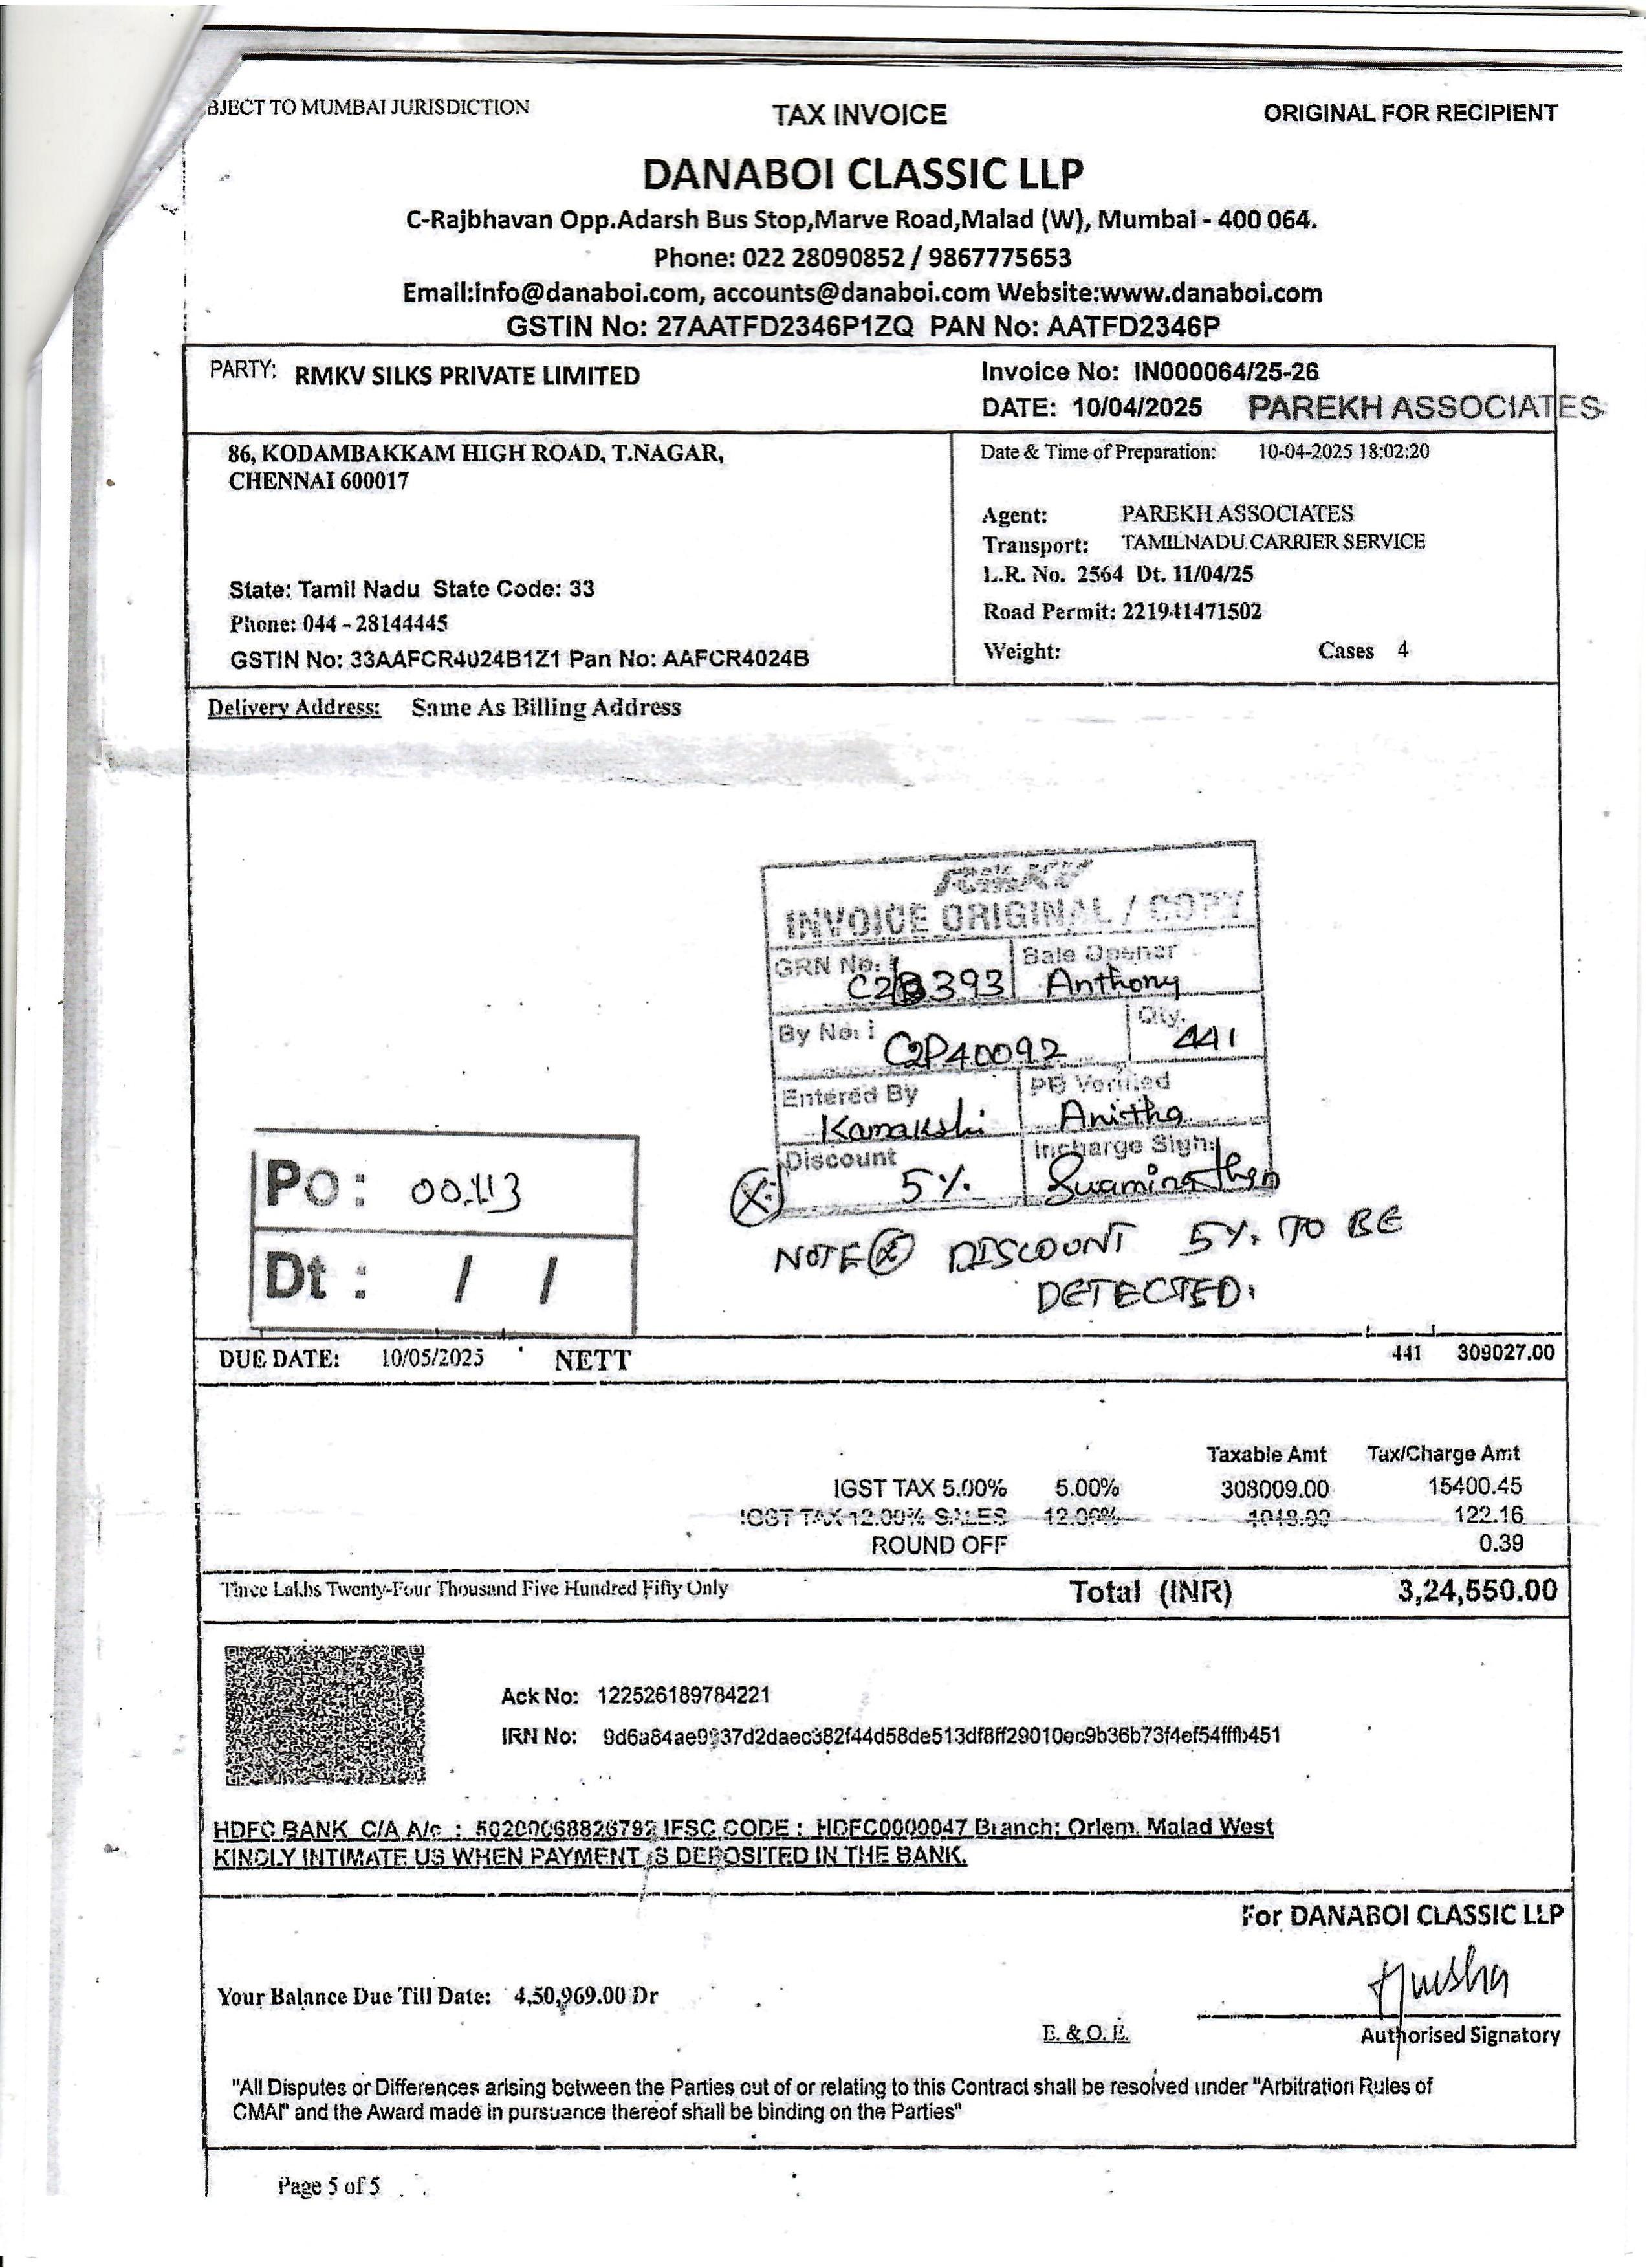 BJECT TO MUMBAI JURISDICTION
TAX INVOICE
ORIGINAL FOR RECIPIENT
DANABOI CLASSIC LLP
C-Rajbhavan Opp.Adarsh Bus Stop,Marve Road,Malad (W), Mumbai - 400 064.
Phone: 022 28090852 / 9867775653
Email:info@danaboi.com, accounts@danaboi.com Website:www.danaboi.com
GSTIN No: 27AATFD2346P1ZQ PAN No: AATFD2346P
PARTY: RMKV SILKS PRIVATE LIMITED
Invoice No: IN000064/25-26
DATE: 10/04/2025 PAREKH ASSOCIATES
86, KODAMBAKKAM HIGH ROAD, T.NAGAR,
CHENNAI 600017
State: Tamil Nadu State Code: 33
Phone: 044 - 28144445
GSTIN No: 33AAFCR4024B1Z1 Pan No: AAFCR4024B
Date & Time of Preparation: 10-04-2025 18:02:20
Agent: PAREKH ASSOCIATES
Transport: TAMILNADU CARRIER SERVICE
L.R. No. 2564 Dt. 11/04/25
Road Permit: 221941471502
Weight: Cases 4
Delivery Address: Same As Billing Address
RmKV
INVOICE ORIGINAL / COPY
GRN No.: Bale Opener
Anthony
By No.: C2P40092 Qty. 441
Entered By Kamakshi PB Verified Anitha
Discount 5% Incharge Sign: Swaminathan
NOTE DISCOUNT 5% TO BE
DETECTED.
PO:
Dt : / /
DUE DATE: 10/05/2025 NETT 441 309027.00
Taxable Amt Tax/Charge Amt
IGST TAX 5.00% 5.00% 308009.00 15400.45
IGST TAX 12.00% SALES 12.00% 1018.00 122.16
ROUND OFF 0.39
Three Lakhs Twenty-Four Thousand Five Hundred Fifty Only Total (INR) 3,24,550.00
Ack No: 122526189784221
IRN No:
HDFC BANK C/A A/c : 50200068826792 IFSC CODE : HDFC0000047 Branch: Orlem, Malad West
KINDLY INTIMATE US WHEN PAYMENT IS DEPOSITED IN THE BANK.
For DANABOI CLASSIC LLP
Your Balance Due Till Date: 4,50,969.00 Dr
E. & O. E.
Authorised Signatory
"All Disputes or Differences arising between the Parties out of or relating to this Contract shall be resolved under "Arbitration Rules of
CMAI" and the Award made in pursuance thereof shall be binding on the Parties"
Page 5 of 5